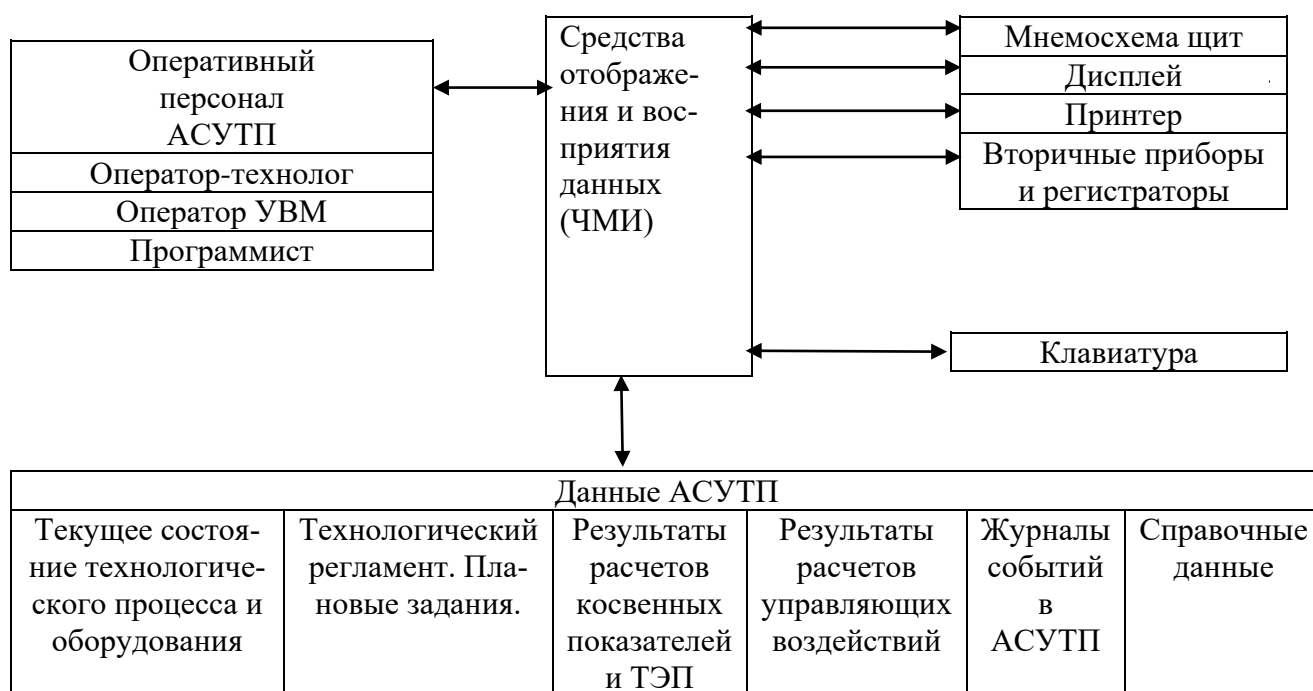 Оперативный
персонал
АСУТП
Оператор-технолог
Оператор УВМ
Программист
Средства
отображе-
ния и вос-
приятия
данных
(ЧМИ)
Мнемосхема щит
Дисплей
Принтер
Вторичные приборы
и регистраторы
Клавиатура
Данные АСУТП
Текущее состоя-
ние технологиче-
ского процесса и
оборудования
Технологический
регламент. Пла-
новые задания.
Результаты
расчетов
косвенных
показателей
и ТЭП
Результаты
расчетов
управляющих
воздействий
Журналы
событий
в
АСУТП
Справочные
данные